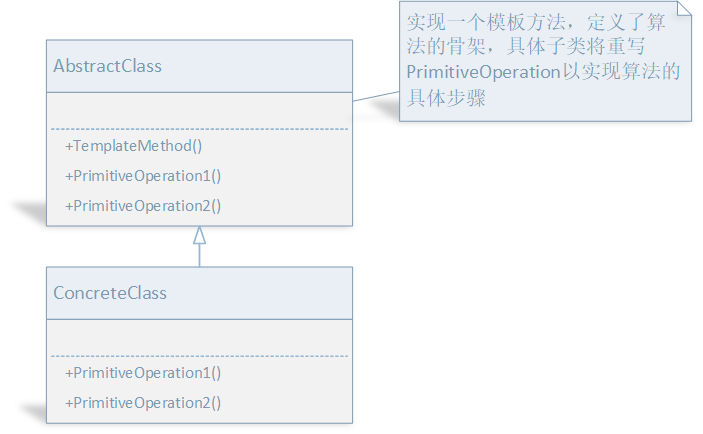 实现一个模板方法，定义了算
法的骨架，具体子类将重写
PrimitiveOperation以实现算法的
具体步骤
AbstractClass
+TemplateMethod()
+PrimitiveOperation1()
+PrimitiveOperation2()
ConcreteClass
+PrimitiveOperation1()
+PrimitiveOperation2()